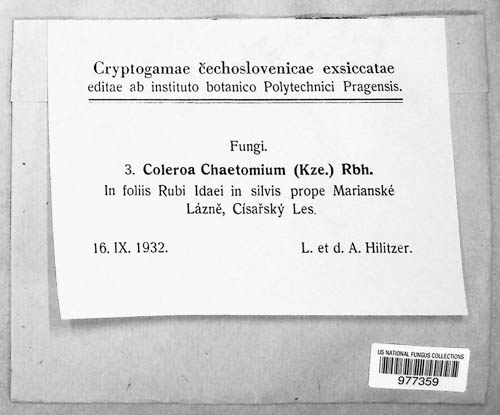 Cryptogamae čechoslovenicae exsiccatae
editae ab instituto botanico Polytechnici Pragensis.
Fungi.
3. Coleroa Chaetomium (Kze.) Rbh.
In foliis Rubi Idaei in silvis prope Marianské
Lázně, Císařský Les.
16. IX. 1932. L. et d. A. Hilitzer.
US NATIONAL FUNGUS COLLECTIONS
977359